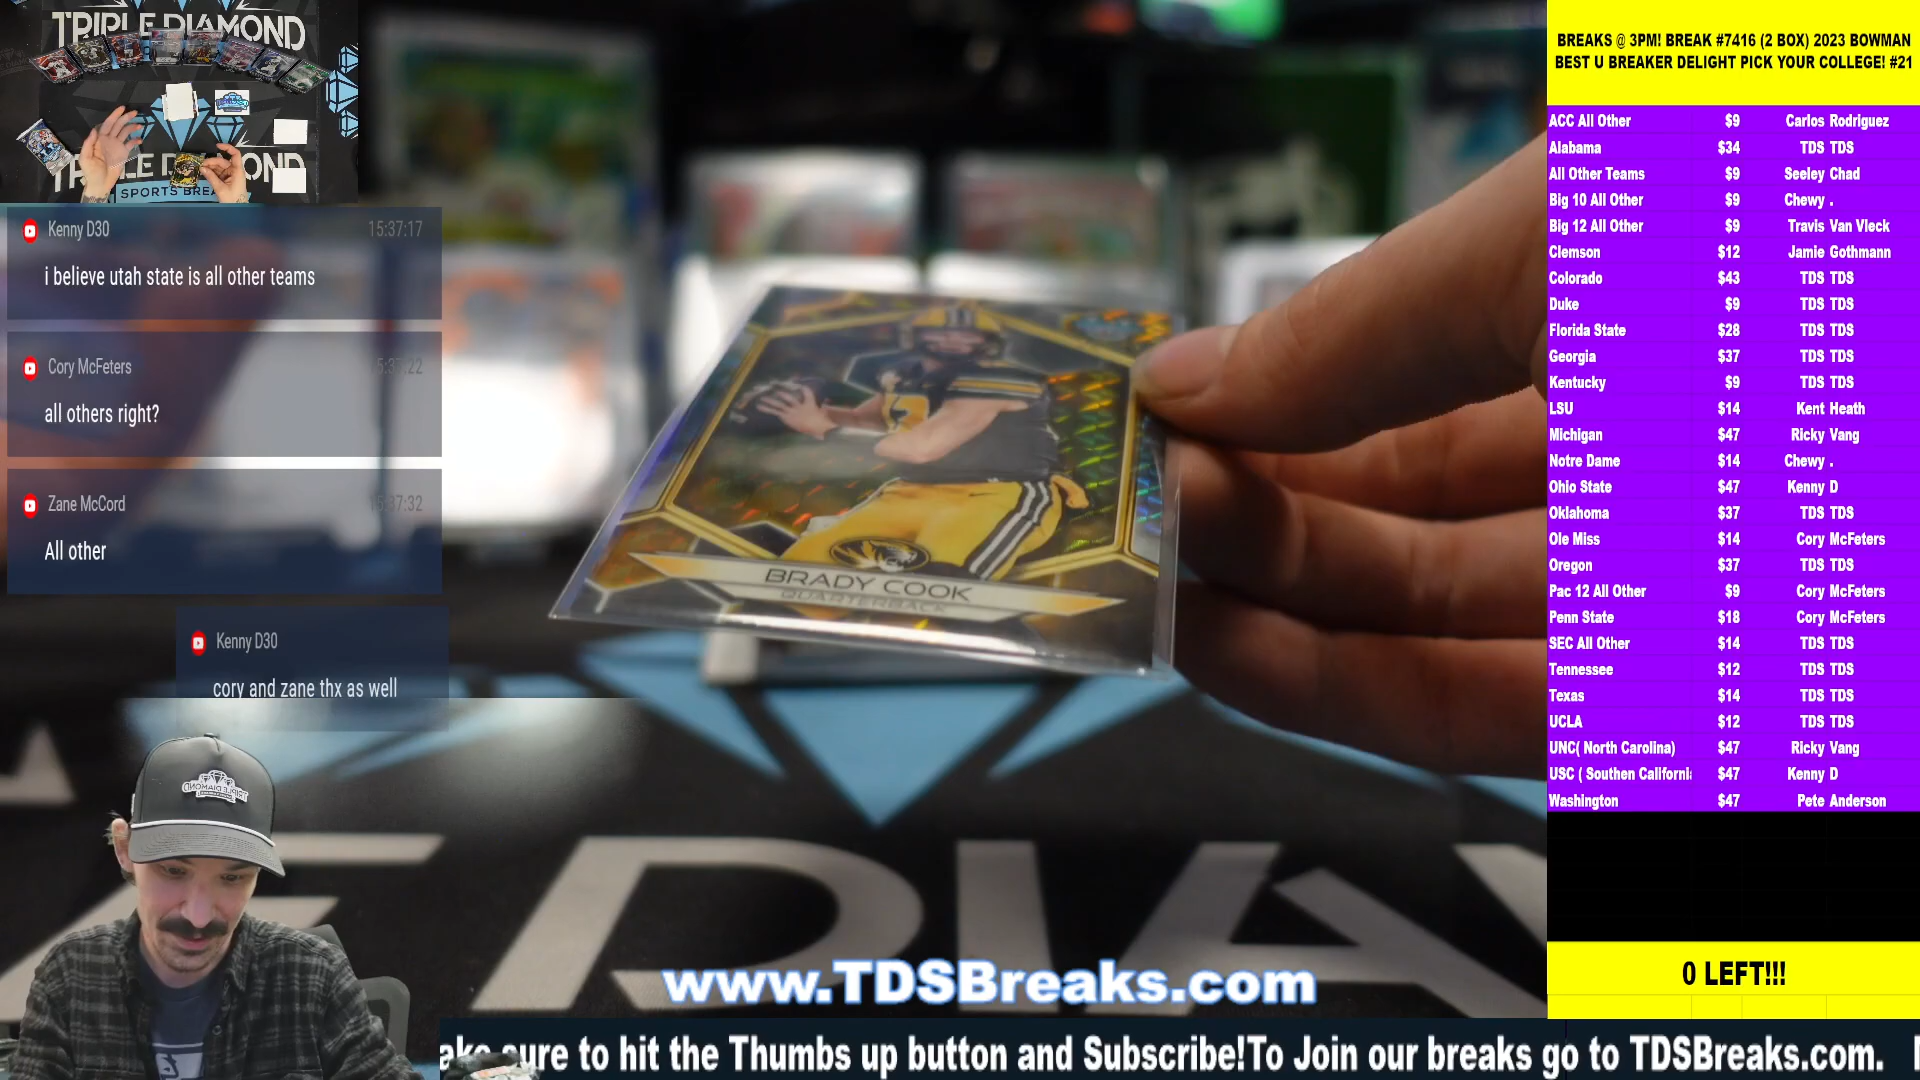 TRIPLE DIAMOND
TRIPLE DIAMOND
SPORTS BREA
Kenny D30 15:37:17
i believe utah state is all other teams
Cory McFeters
all others right?
Zane McCord
All other
Kenny D30
cory and zane thx as well
BRADY COOK
QUARTERBACK
TRIPLE DIAMOND
www.TDSBreaks.com
ake sure to hit the Thumbs up button and Subscribe!To Join our breaks go to TDSBreaks.com.
BREAKS @ 3PM! BREAK #7416 (2 BOX) 2023 BOWMAN
BEST U BREAKER DELIGHT PICK YOUR COLLEGE! #21
ACC All Other $9 Carlos Rodriguez
Alabama $34 TDS TDS
All Other Teams $9 Seeley Chad
Big 10 All Other $9 Chewy .
Big 12 All Other $9 Travis Van Vleck
Clemson $12 Jamie Gothmann
Colorado $43 TDS TDS
Duke $9 TDS TDS
Florida State $28 TDS TDS
Georgia $37 TDS TDS
Kentucky $9 TDS TDS
LSU $14 Kent Heath
Michigan $47 Ricky Vang
Notre Dame $14 Chewy .
Ohio State $47 Kenny D
Oklahoma $37 TDS TDS
Ole Miss $14 Cory McFeters
Oregon $37 TDS TDS
Pac 12 All Other $9 Cory McFeters
Penn State $18 Cory McFeters
SEC All Other $14 TDS TDS
Tennessee $12 TDS TDS
Texas $14 TDS TDS
UCLA $12 TDS TDS
UNC( North Carolina) $47 Ricky Vang
USC ( Southen Californi $47 Kenny D
Washington $47 Pete Anderson
0 LEFT!!!